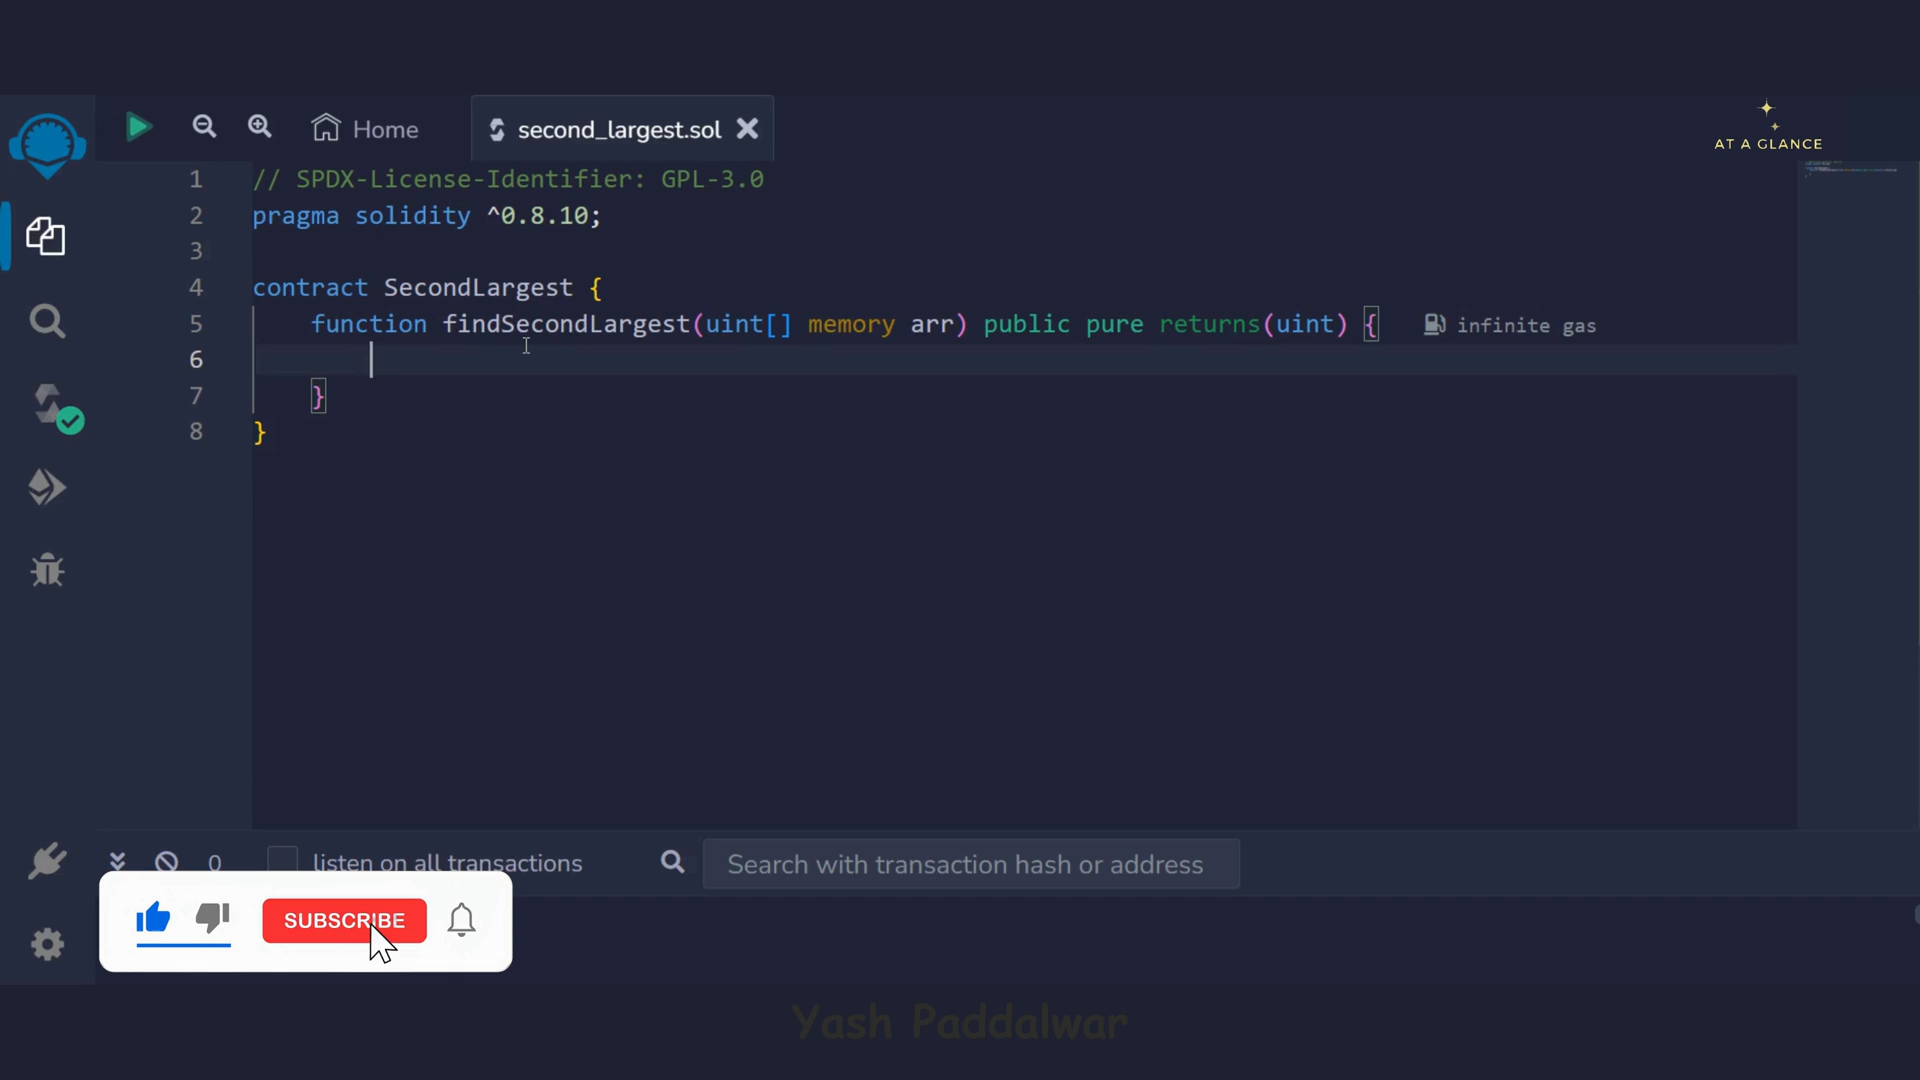 Home
second_largest.sol
AT A GLANCE
1 // SPDX-License-Identifier: GPL-3.0
2 pragma solidity ^0.8.10;
3
4 contract SecondLargest {
5 function findSecondLargest(uint[] memory arr) public pure returns(uint) { infinite gas
6
7 }
8 }
0 listen on all transactions
Search with transaction hash or address
SUBSCRIBE
Yash Paddalwar